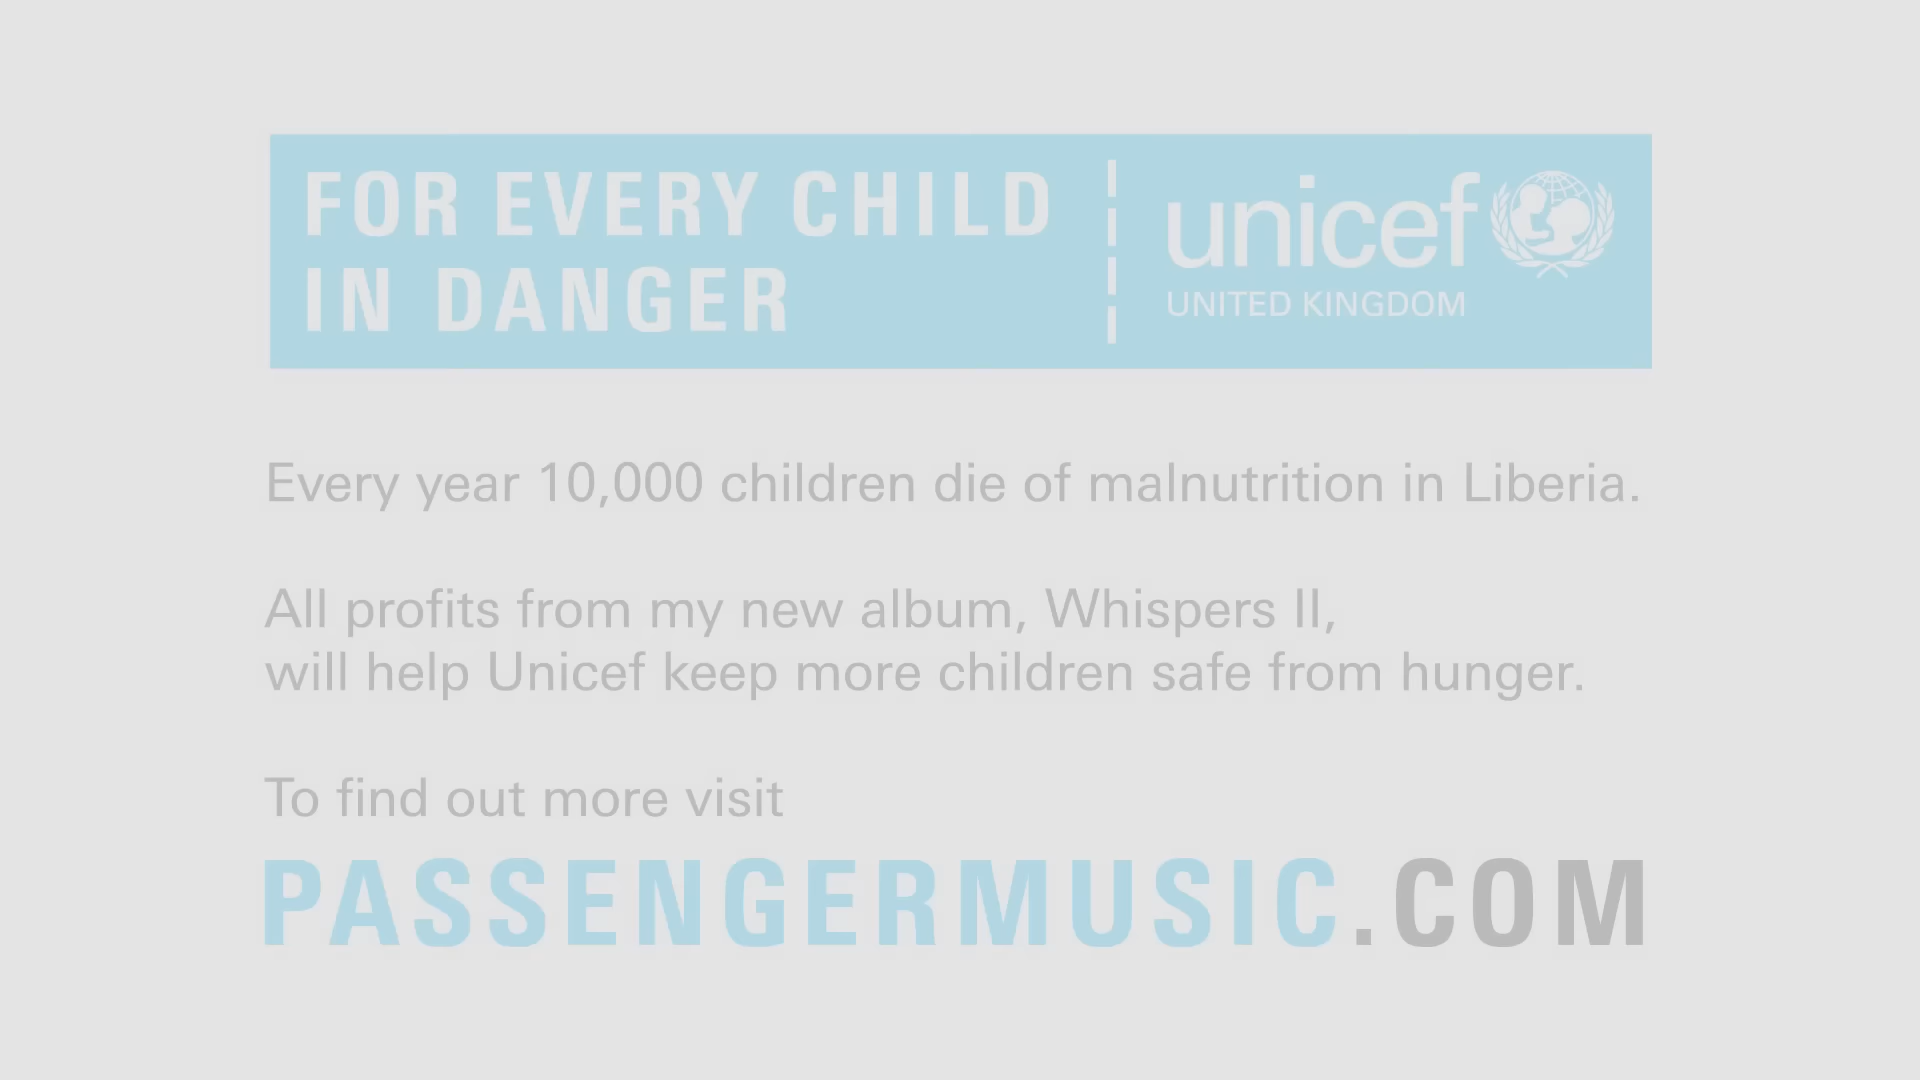 FOR EVERY CHILD
IN DANGER
unicef
UNITED KINGDOM
Every year 10,000 children die of malnutrition in Liberia.
All profits from my new album, Whispers II,
will help Unicef keep more children safe from hunger.
To find out more visit
PASSENGERMUSIC.COM